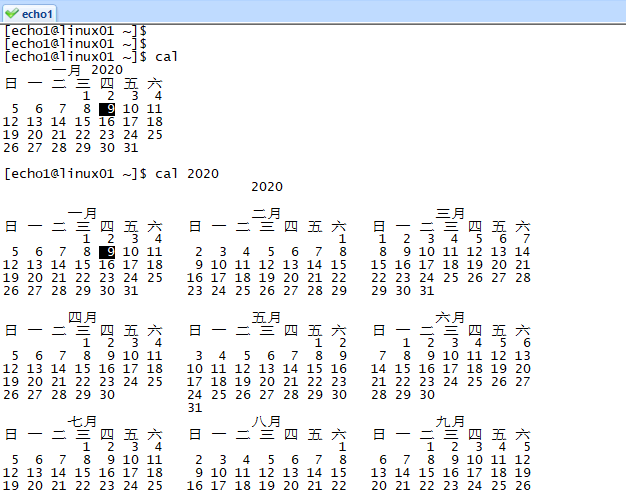 echo1
[echo1@linux01 ~]$
[echo1@linux01 ~]$
[echo1@linux01 ~]$ cal
一月 2020
日 一 二 三 四 五 六
1 2 3 4
5 6 7 8 9 10 11
12 13 14 15 16 17 18
19 20 21 22 23 24 25
26 27 28 29 30 31
[echo1@linux01 ~]$ cal 2020
2020
一月 二月 三月
日 一 二 三 四 五 六 日 一 二 三 四 五 六 日 一 二 三 四 五 六
1 2 3 4 1 1 2 3 4 5 6 7
5 6 7 8 9 10 11 2 3 4 5 6 7 8 8 9 10 11 12 13 14
12 13 14 15 16 17 18 9 10 11 12 13 14 15 15 16 17 18 19 20 21
19 20 21 22 23 24 25 16 17 18 19 20 21 22 22 23 24 25 26 27 28
26 27 28 29 30 31 23 24 25 26 27 28 29 29 30 31
四月 五月 六月
日 一 二 三 四 五 六 日 一 二 三 四 五 六 日 一 二 三 四 五 六
1 2 3 4 1 2 1 2 3 4 5 6
5 6 7 8 9 10 11 3 4 5 6 7 8 9 7 8 9 10 11 12 13
12 13 14 15 16 17 18 10 11 12 13 14 15 16 14 15 16 17 18 19 20
19 20 21 22 23 24 25 17 18 19 20 21 22 23 21 22 23 24 25 26 27
26 27 28 29 30 24 25 26 27 28 29 30 28 29 30
31
七月 八月 九月
日 一 二 三 四 五 六 日 一 二 三 四 五 六 日 一 二 三 四 五 六
1 2 3 4 1 1 2 3 4 5
5 6 7 8 9 10 11 2 3 4 5 6 7 8 6 7 8 9 10 11 12
12 13 14 15 16 17 18 9 10 11 12 13 14 15 13 14 15 16 17 18 19
19 20 21 22 23 24 25 16 17 18 19 20 21 22 20 21 22 23 24 25 26